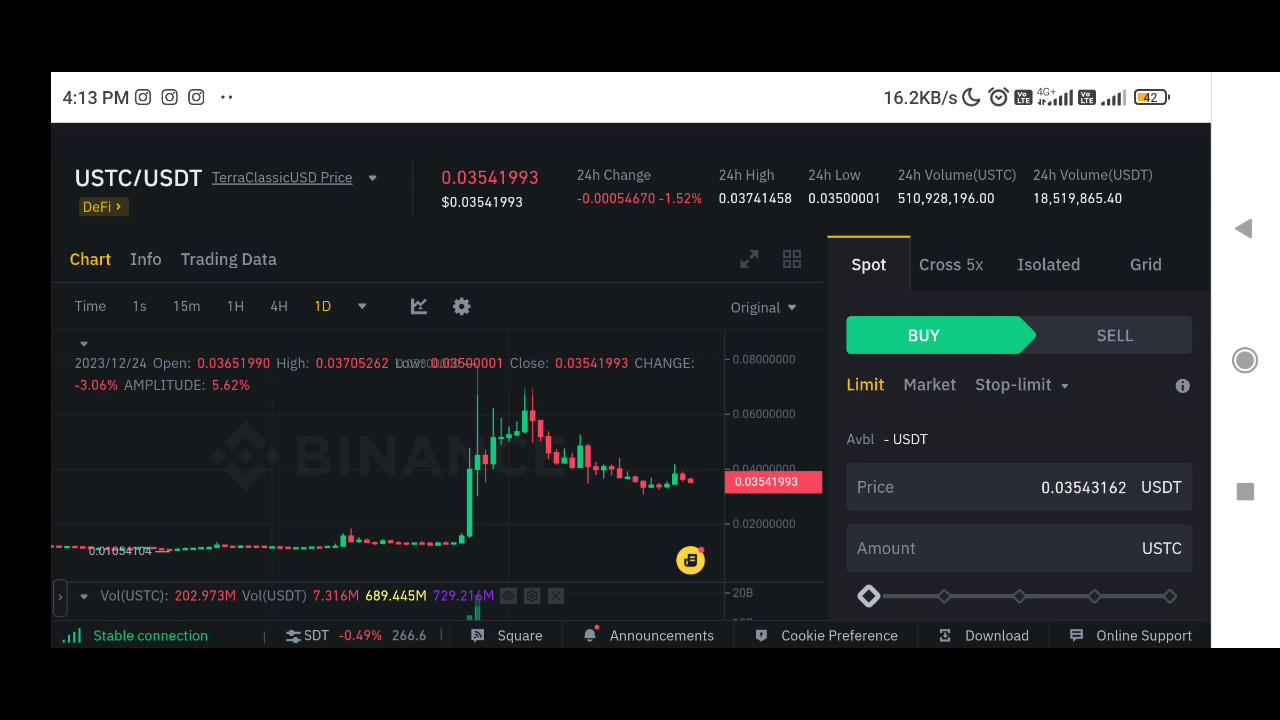 4:13 PM 16.2KB/s 4G+ Vo LTE Vo LTE 42
USTC/USDT TerraClassicUSD Price
DeFi
0.03541993
$0.03541993
24h Change
-0.00054670 -1.52%
24h High
0.03741458
24h Low
0.03500001
24h Volume(USTC)
510,928,196.00
24h Volume(USDT)
18,519,865.40
Chart Info Trading Data
Time 1s 15m 1H 4H 1D
Original
2023/12/24 Open: 0.03651990 High: 0.03705262 Low: 0.03500001 Close: 0.03541993 CHANGE:
-3.06% AMPLITUDE: 5.62%
0.08000000
0.06000000
0.04000000
0.03541993
0.02000000
BINANCE
Vol(USTC): 202.973M Vol(USDT) 7.316M 689.445M 729.216M
20B
Spot Cross 5x Isolated Grid
BUY SELL
Limit Market Stop-limit
Avbl - USDT
Price 0.03543162 USDT
Amount USTC
Stable connection SDT -0.49% 266.6 Square Announcements Cookie Preference Download Online Support